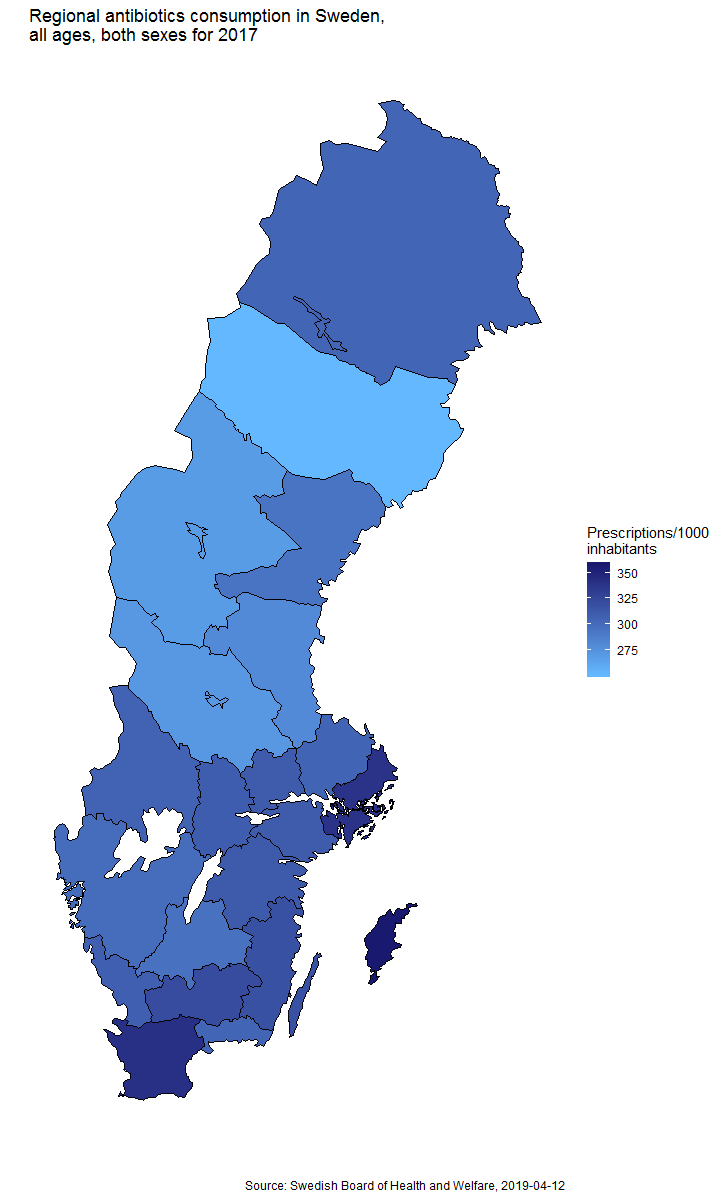 Regional antibiotics consumption in Sweden,
all ages, both sexes for 2017
Prescriptions/1000
inhabitants
350
325
300
275
Source: Swedish Board of Health and Welfare, 2019-04-12